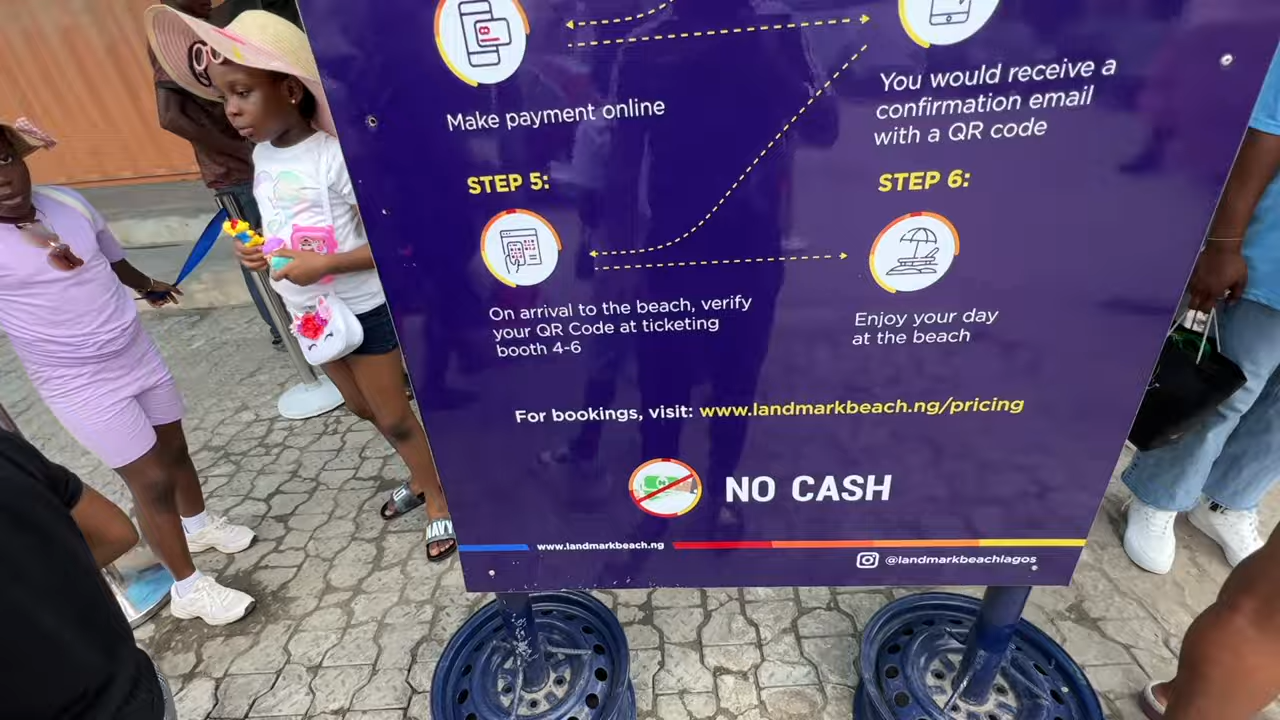 Make payment online
You would receive a
confirmation email
with a QR code
STEP 5:
STEP 6:
On arrival to the beach, verify
your QR Code at ticketing
booth 4-6
Enjoy your day
at the beach
For bookings, visit: www.landmarkbeach.ng/pricing
NO CASH
www.landmarkbeach.ng
@landmarkbeachlagos
NAVY